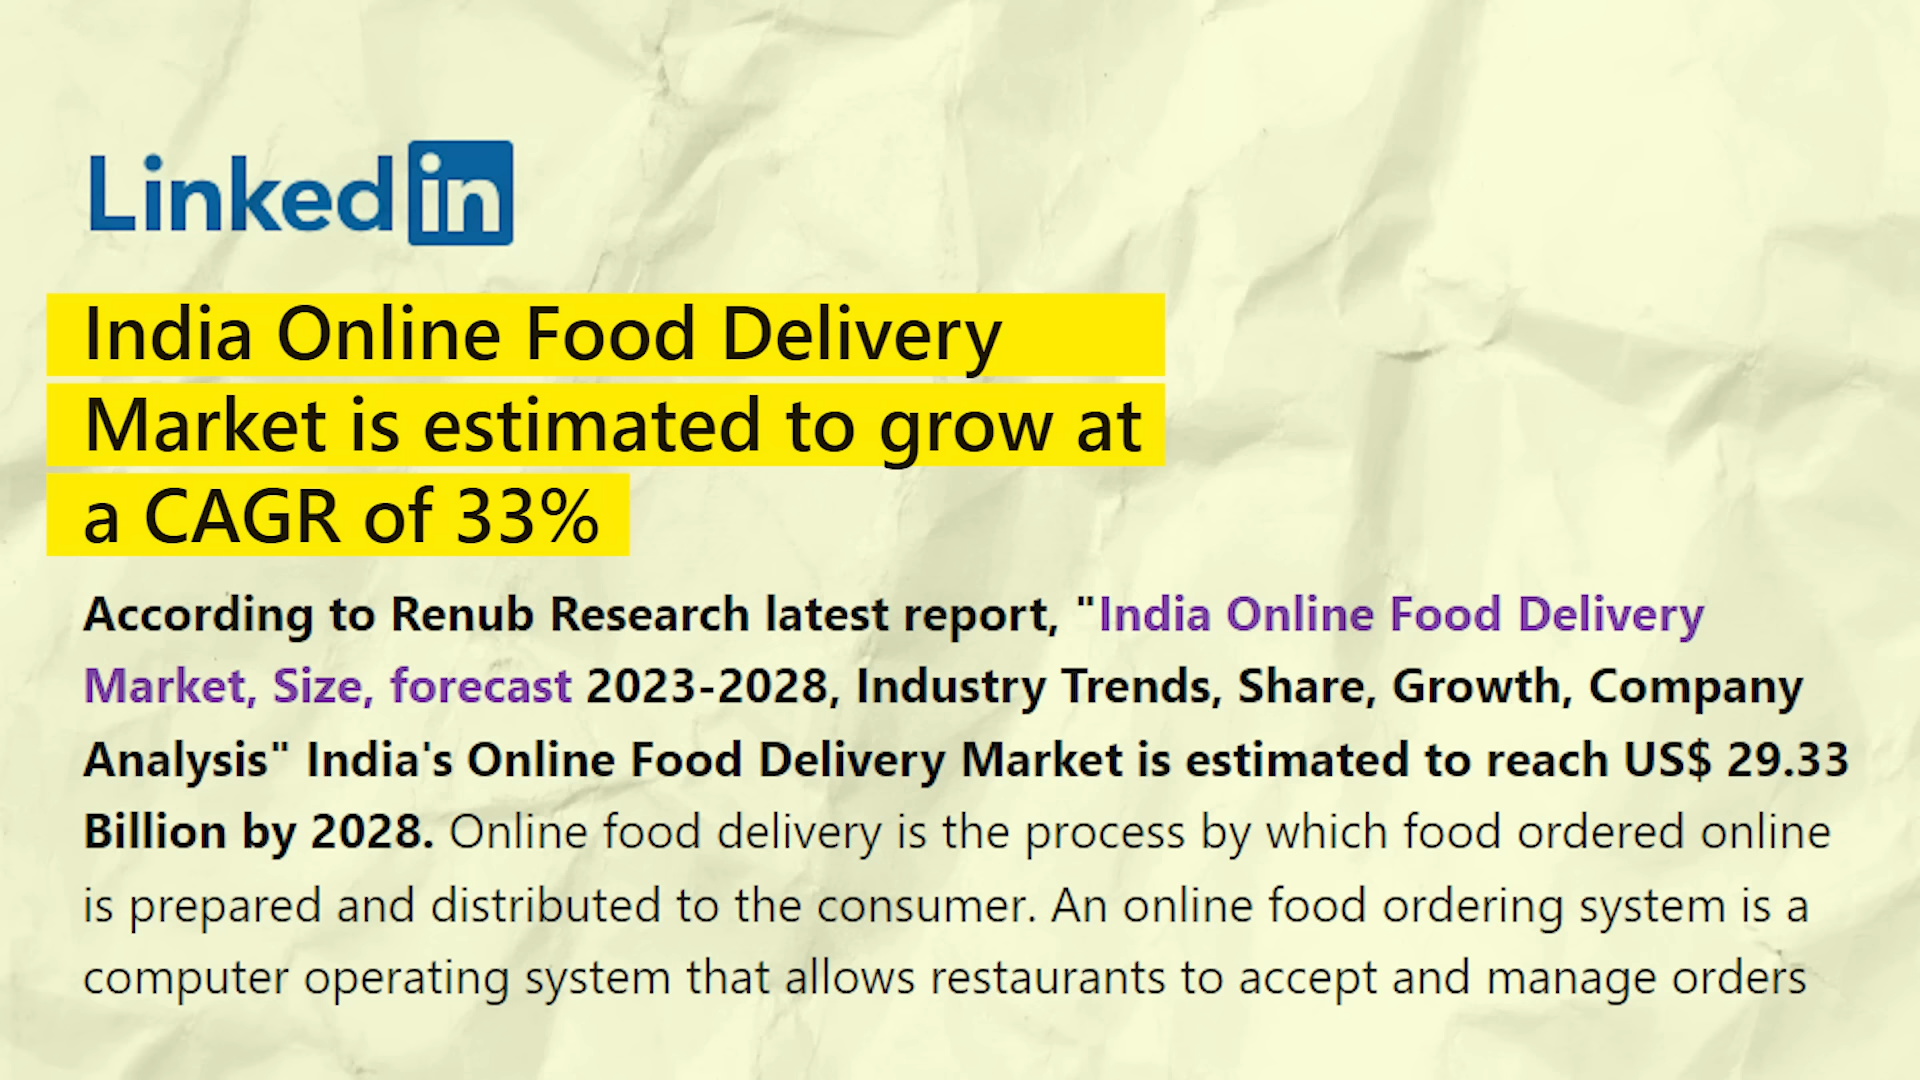 Linkedin
India Online Food Delivery
Market is estimated to grow at
a CAGR of 33%
According to Renub Research latest report, "India Online Food Delivery
Market, Size, forecast 2023-2028, Industry Trends, Share, Growth, Company
Analysis" India's Online Food Delivery Market is estimated to reach US$ 29.33
Billion by 2028. Online food delivery is the process by which food ordered online
is prepared and distributed to the consumer. An online food ordering system is a
computer operating system that allows restaurants to accept and manage orders